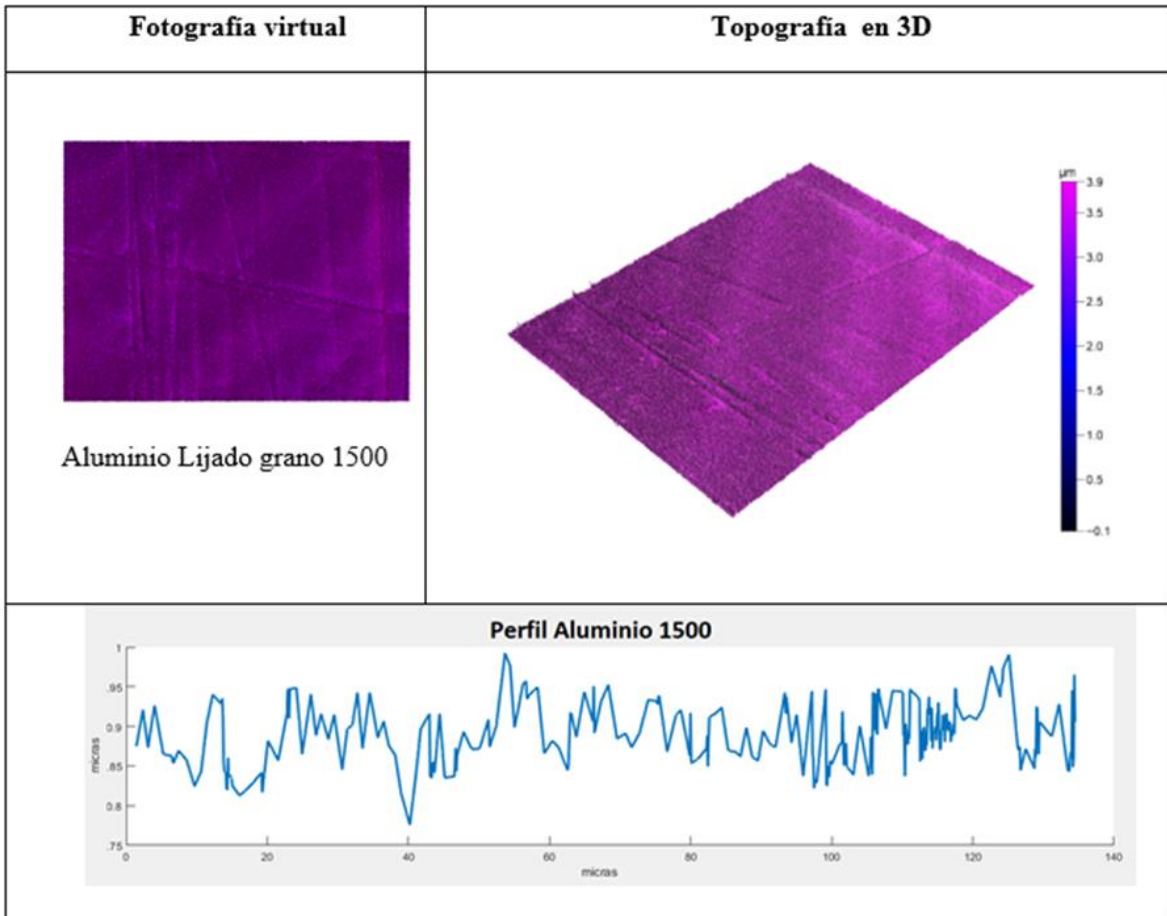 Fotografía virtual
Topografía en 3D
Aluminio Lijado grano 1500
µm
3.9
3.5
3.0
2.5
2.0
1.5
1.0
0.5
−0.1
Perfil Aluminio 1500
1
.95
0.9
.85
0.8
.75
micras
0 20 40 60 80 100 120 140
micras